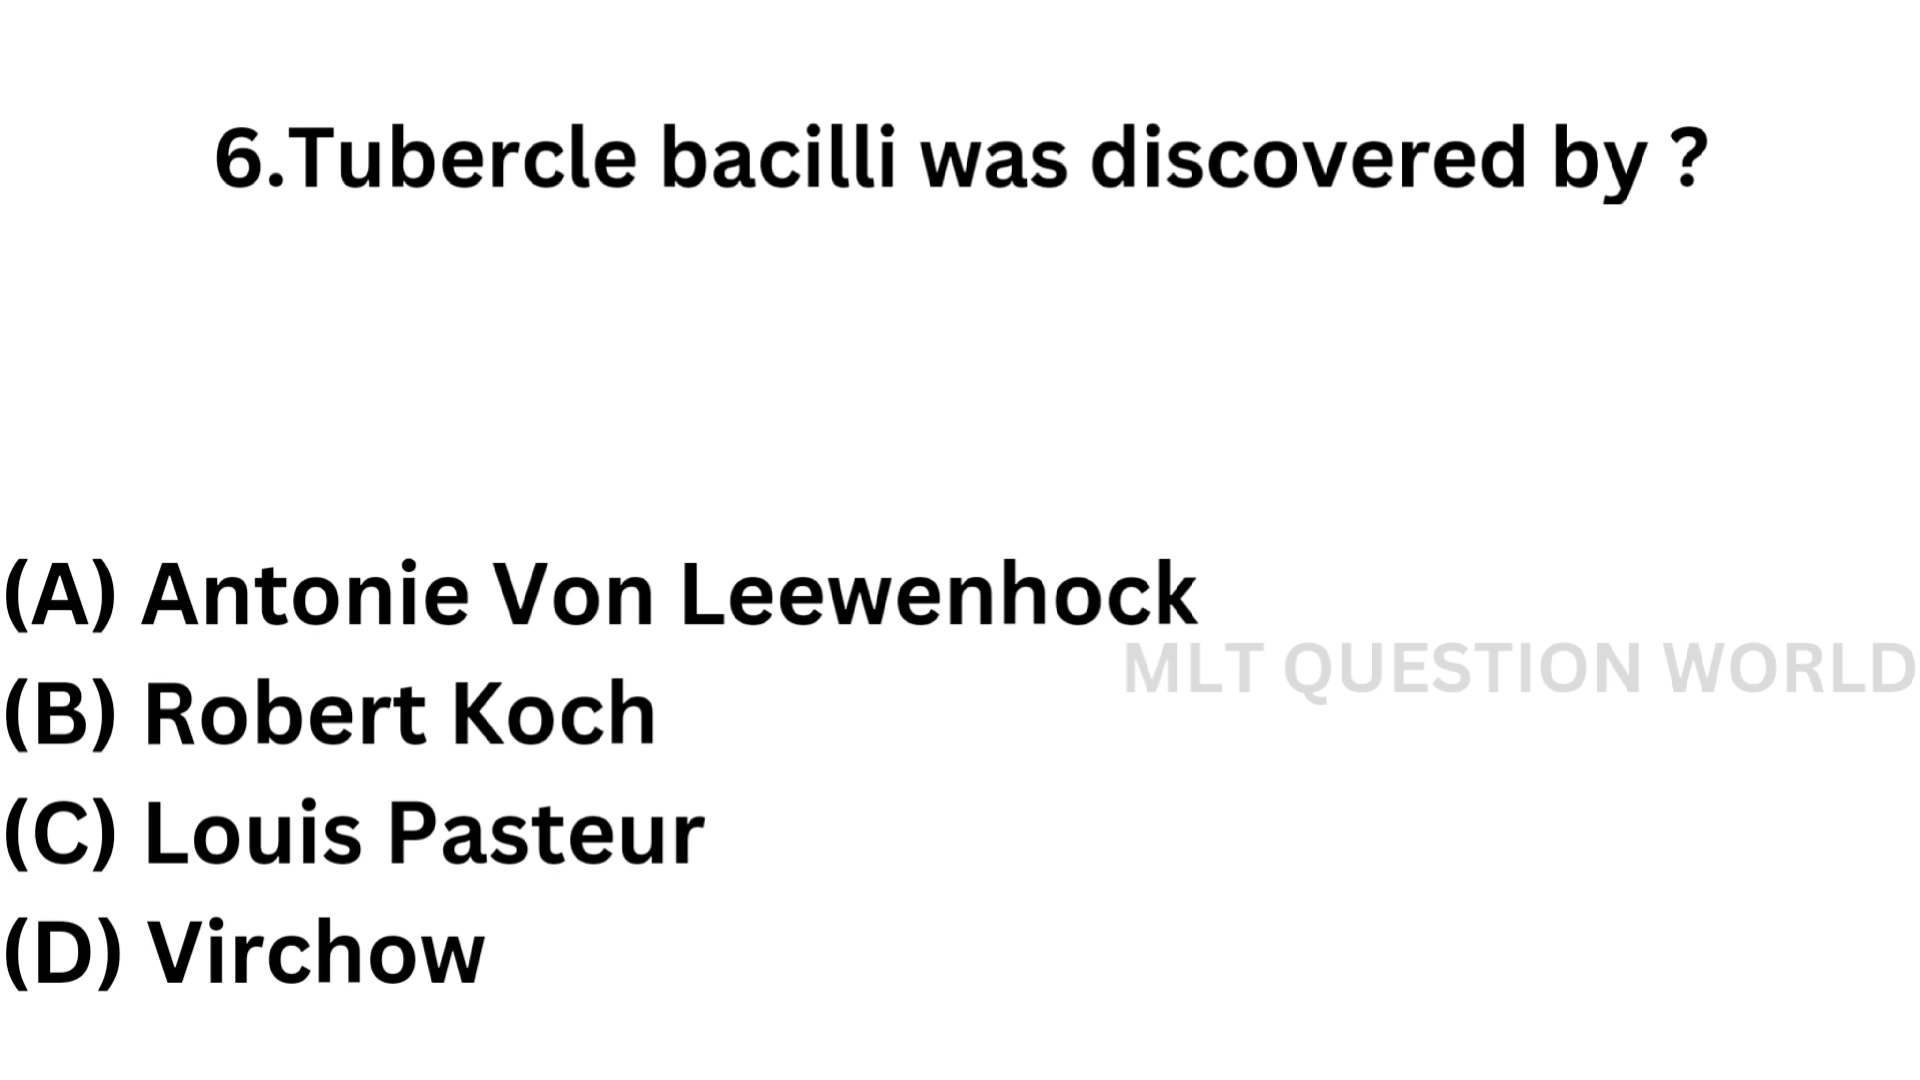 6.Tubercle bacilli was discovered by ?
(A) Antonie Von Leewenhock
MLT QUESTION WORLD
(B) Robert Koch
(C) Louis Pasteur
(D) Virchow